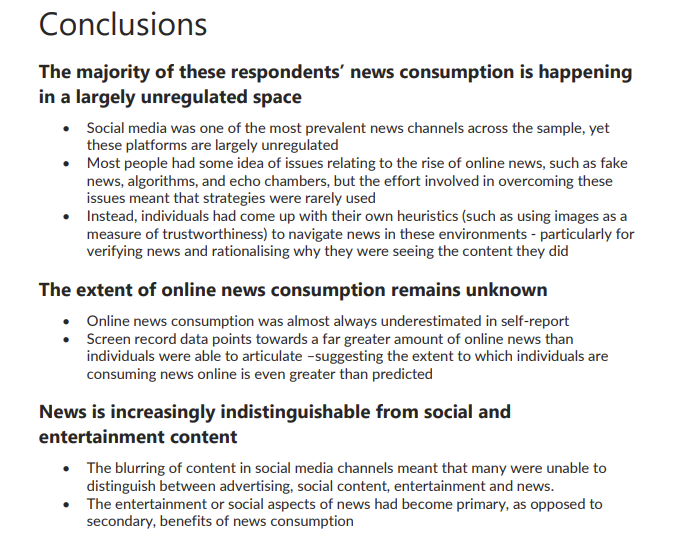 Conclusions
The majority of these respondents’ news consumption is happening
in a largely unregulated space
• Social media was one of the most prevalent news channels across the sample, yet
these platforms are largely unregulated
• Most people had some idea of issues relating to the rise of online news, such as fake
news, algorithms, and echo chambers, but the effort involved in overcoming these
issues meant that strategies were rarely used
• Instead, individuals had come up with their own heuristics (such as using images as a
measure of trustworthiness) to navigate news in these environments - particularly for
verifying news and rationalising why they were seeing the content they did
The extent of online news consumption remains unknown
• Online news consumption was almost always underestimated in self-report
• Screen record data points towards a far greater amount of online news than
individuals were able to articulate –suggesting the extent to which individuals are
consuming news online is even greater than predicted
News is increasingly indistinguishable from social and
entertainment content
• The blurring of content in social media channels meant that many were unable to
distinguish between advertising, social content, entertainment and news.
• The entertainment or social aspects of news had become primary, as opposed to
secondary, benefits of news consumption